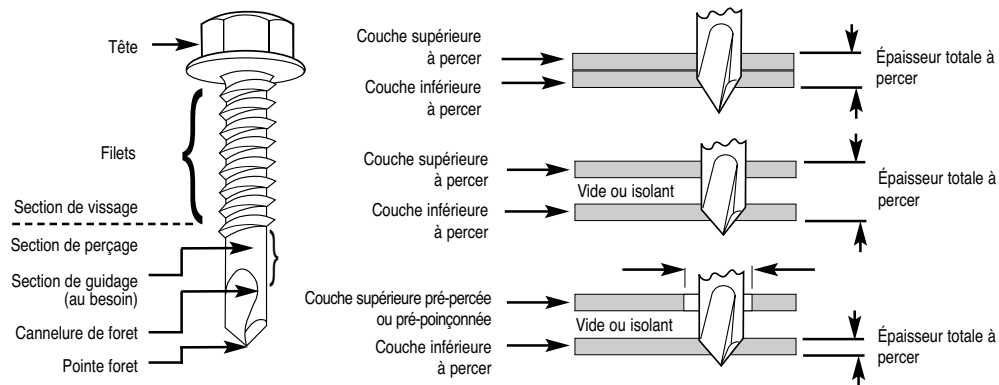 Tête
Filets
Section de vissage
Section de perçage
Section de guidage
(au besoin)
Cannelure de foret
Pointe foret
Couche supérieure
à percer
Couche inférieure
à percer
Épaisseur totale à
percer
Couche supérieure
à percer
Vide ou isolant
Couche inférieure
à percer
Épaisseur totale à
percer
Couche supérieure pré-percée
ou pré-poinçonnée
Vide ou isolant
Couche inférieure
à percer
Épaisseur totale à
percer